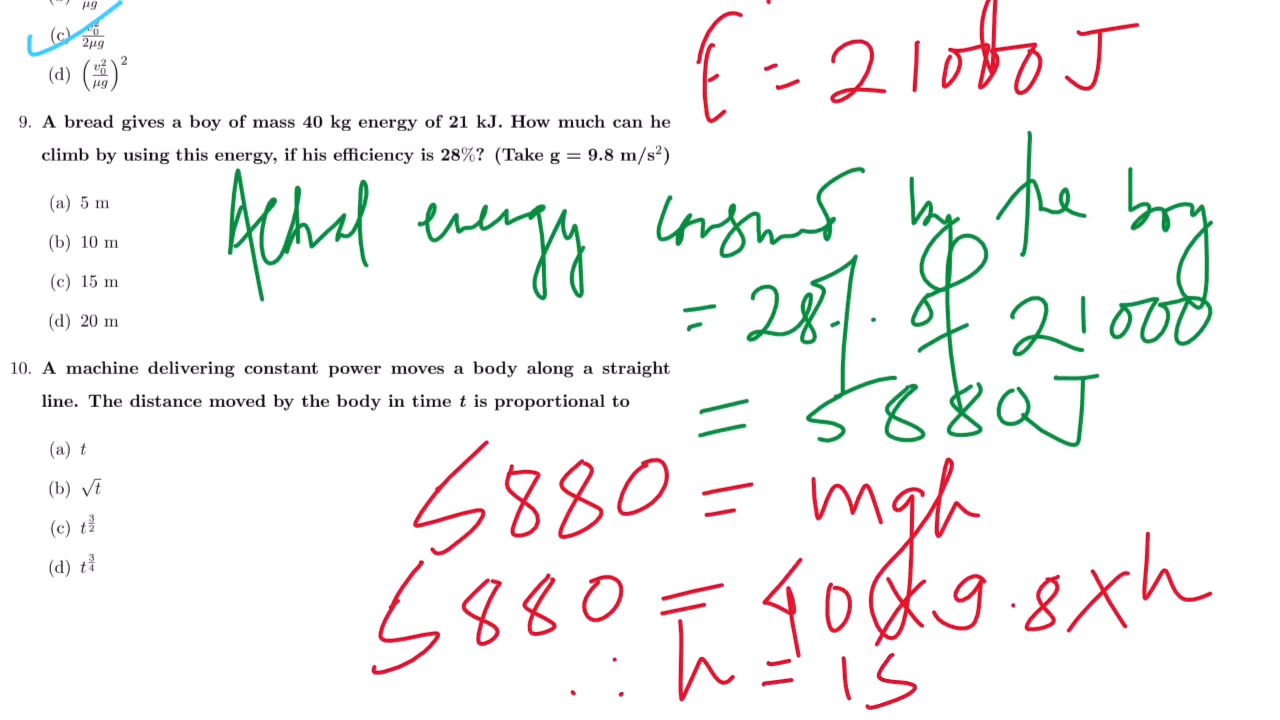 μg
(c) v₀²/2μg
(d) (v₀²/μg)²
E = 21000 J
9. A bread gives a boy of mass 40 kg energy of 21 kJ. How much can he
climb by using this energy, if his efficiency is 28%? (Take g = 9.8 m/s²)
(a) 5 m
(b) 10 m
(c) 15 m
(d) 20 m
Actual energy consumed by the boy
= 28% of 21000
= 5880 J
10. A machine delivering constant power moves a body along a straight
line. The distance moved by the body in time t is proportional to
(a) t
(b) √t
(c) t^(3/2)
(d) t^(3/4)
5880 = mgh
5880 = 40 × 9.8 × h
∴ h = 15